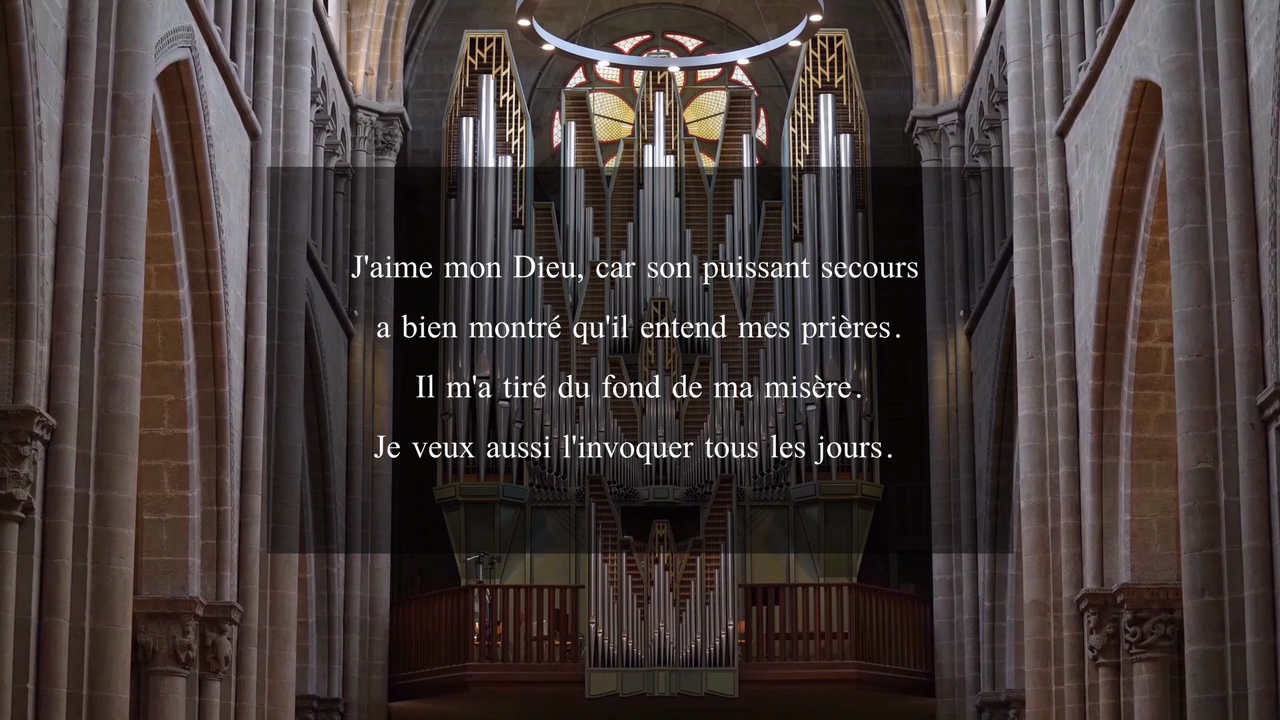 J'aime mon Dieu, car son puissant secours
a bien montré qu'il entend mes prières.
Il m'a tiré du fond de ma misère.
Je veux aussi l'invoquer tous les jours.